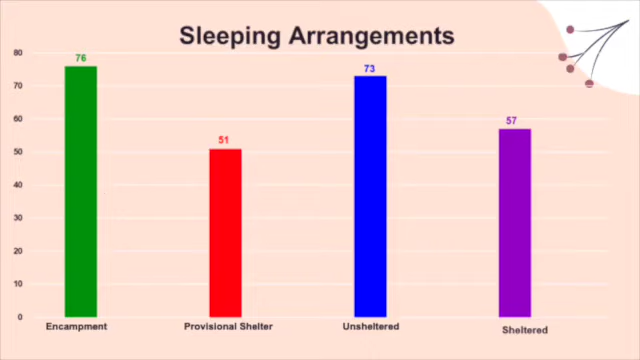 Sleeping Arrangements
80
70
60
50
40
30
20
10
0
76
51
73
57
Encampment
Provisional Shelter
Unsheltered
Sheltered